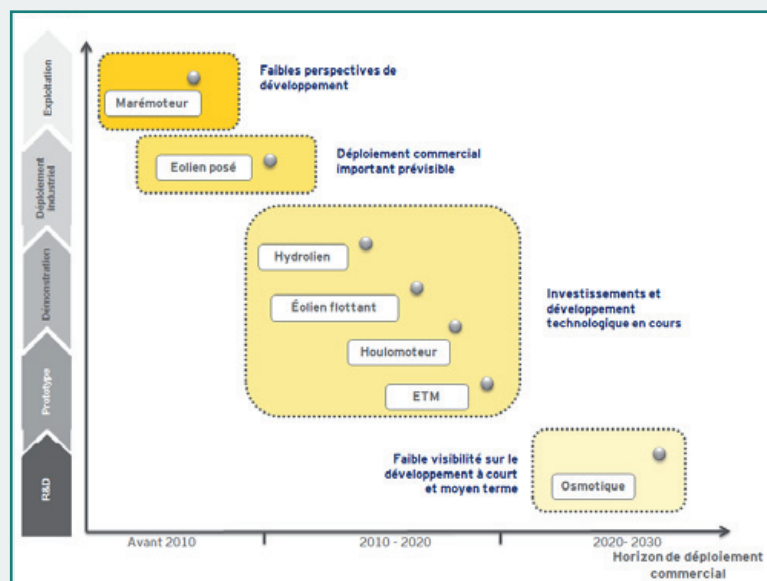 Exploitation
Déploiement
industriel
Démonstration
Prototype
R&D
Marémoteur
Faibles perspectives de
développement
Eolien posé
Déploiement commercial
important prévisible
Hydrolien
Éolien flottant
Houlomoteur
ETM
Investissements et
développement
technologique en cours
Faible visibilité sur le
développement à court
et moyen terme
Osmotique
Avant 2010
2010 - 2020
2020- 2030
Horizon de déploiement
commercial